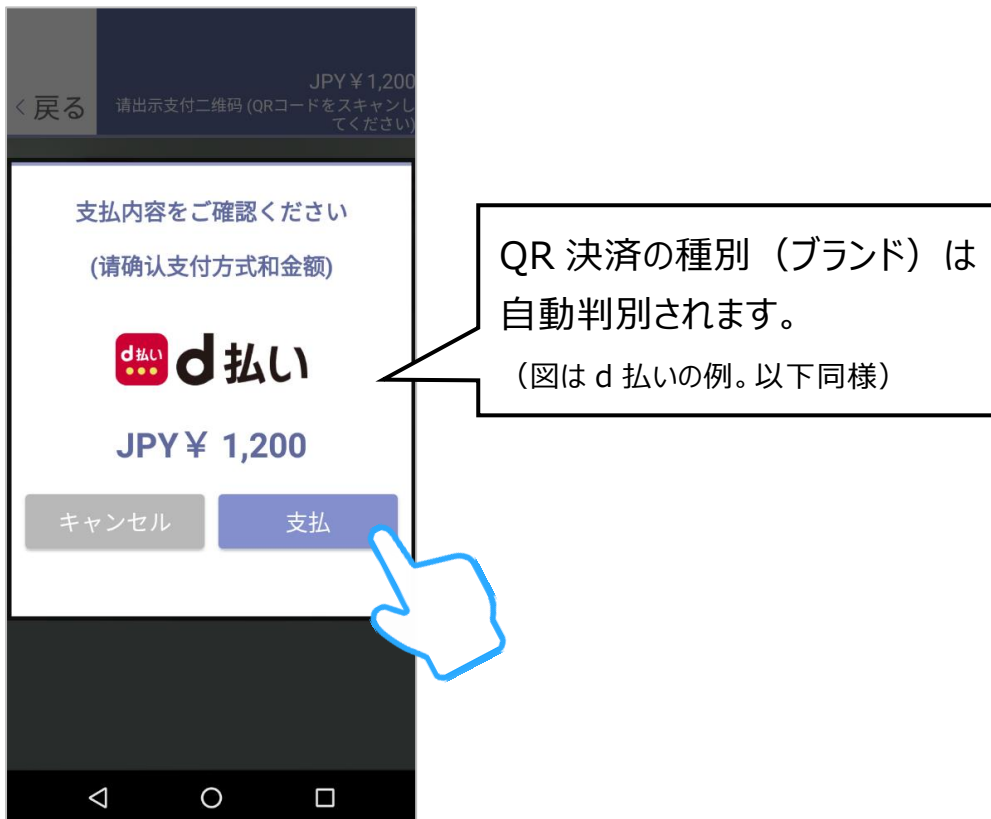 JPY¥1,200
< 戻る
请出示支付二维码 (QRコードをスキャンし
てください)
支払内容をご確認ください
(请确认支付方式和金额)
d払い d払い
JPY¥ 1,200
キャンセル 支払
QR 決済の種別（ブランド）は
自動判別されます。
（図は d 払いの例。以下同様）